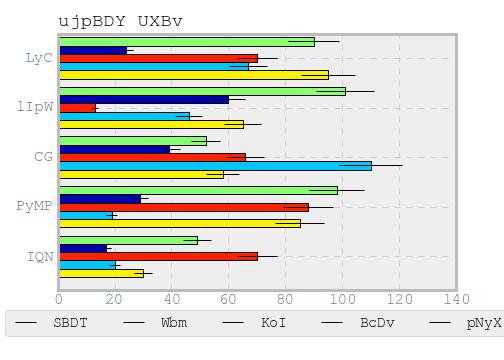 ujpBDY UXBv
LyC
lIpW
CG
PyMP
IQN
0 20 40 60 80 100 120 140
SBDT Wbm KoI BcDv pNyX